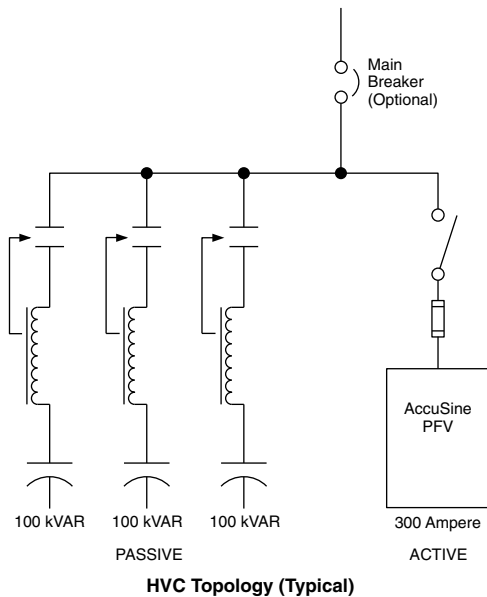 Main
Breaker
(Optional)
AccuSine
PFV
100 kVAR
100 kVAR
100 kVAR
300 Ampere
PASSIVE
ACTIVE
HVC Topology (Typical)